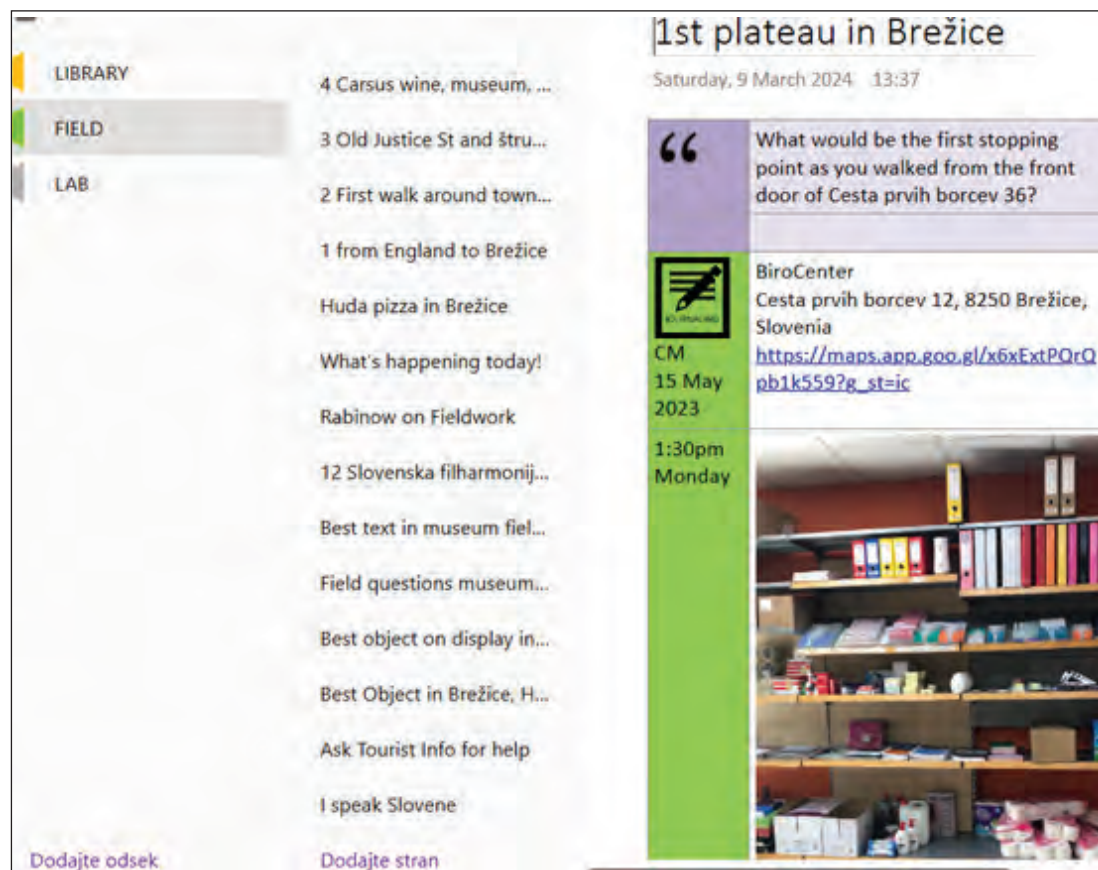 LIBRARY
FIELD
LAB
Dodajte odsek
4 Carsus wine, museum, ...
3 Old Justice St and štru...
2 First walk around town...
1 from England to Brežice
Huda pizza in Brežice
What's happening today!
Rabinow on Fieldwork
12 Slovenska filharmonij...
Best text in museum fiel...
Field questions museum...
Best object on display in...
Best Object in Brežice, H...
Ask Tourist Info for help
I speak Slovene
Dodajte stran
1st plateau in Brežice
Saturday, 9 March 2024 13:37
“
What would be the first stopping
point as you walked from the front
door of Cesta prvih borcev 36?
JOURNALING
CM
15 May
2023
BiroCenter
Cesta prvih borcev 12, 8250 Brežice,
Slovenia
https://maps.app.goo.gl/x6xExtPQrQ
pb1k559?g_st=ic
1:30pm
Monday